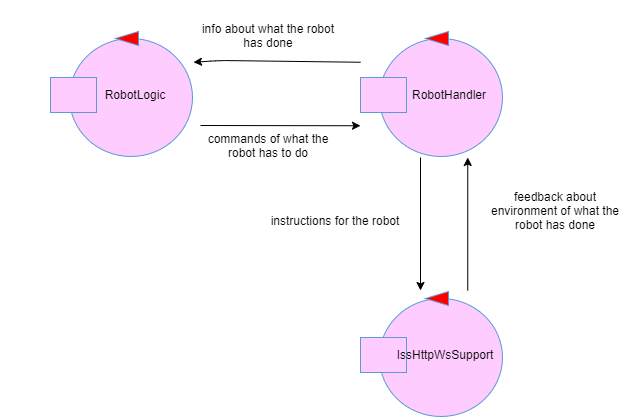 info about what the robot
has done
RobotLogic
RobotHandler
commands of what the
robot has to do
instructions for the robot
feedback about
environment of what the
robot has done
IssHttpWsSupport